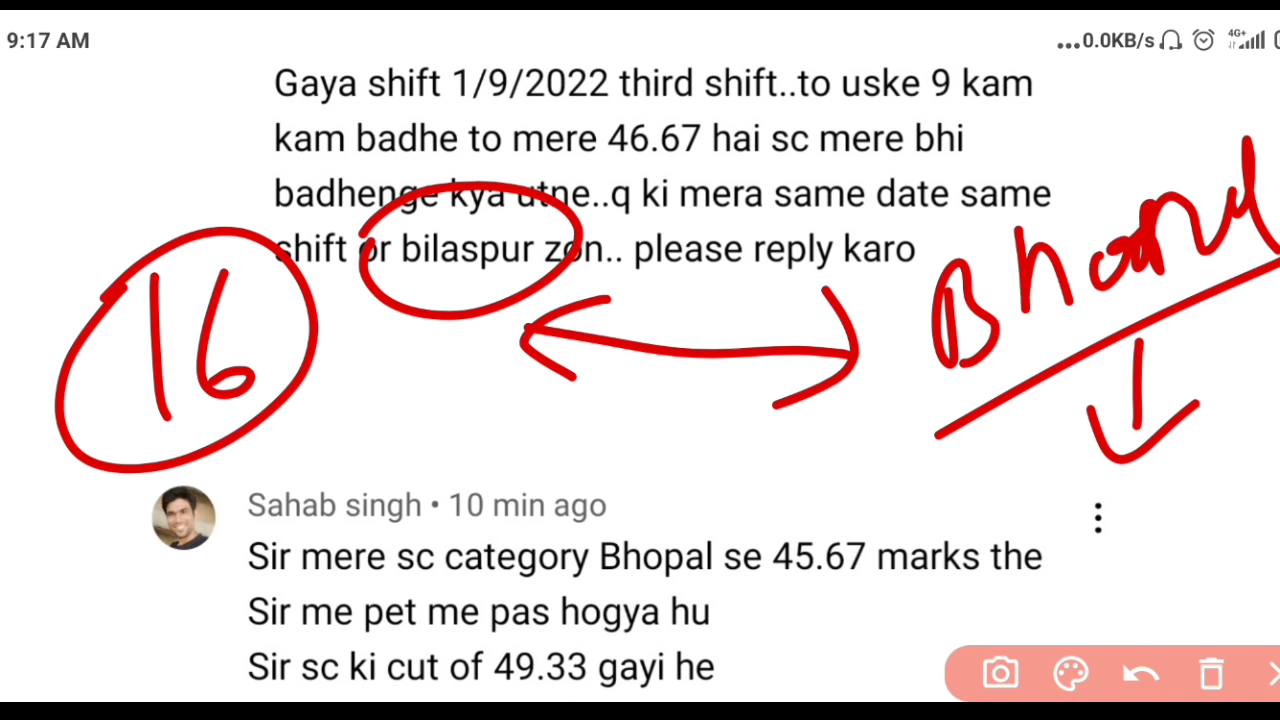 9:17 AM
...0.0KB/s 4G+
Gaya shift 1/9/2022 third shift..to uske 9 kam
kam badhe to mere 46.67 hai sc mere bhi
badhenge kya utne..q ki mera same date same
shift or bilaspur zon.. please reply karo
16
Sahab singh • 10 min ago
Sir mere sc category Bhopal se 45.67 marks the
Sir me pet me pas hogya hu
Sir sc ki cut of 49.33 gayi he